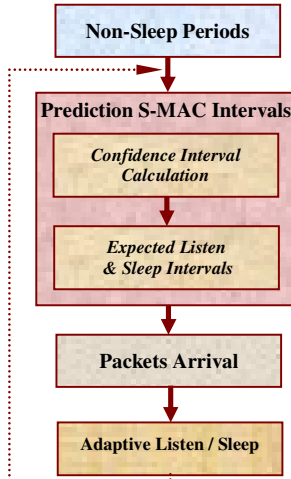 Non-Sleep Periods
Prediction S-MAC Intervals
Confidence Interval
Calculation
Expected Listen
& Sleep Intervals
Packets Arrival
Adaptive Listen / Sleep